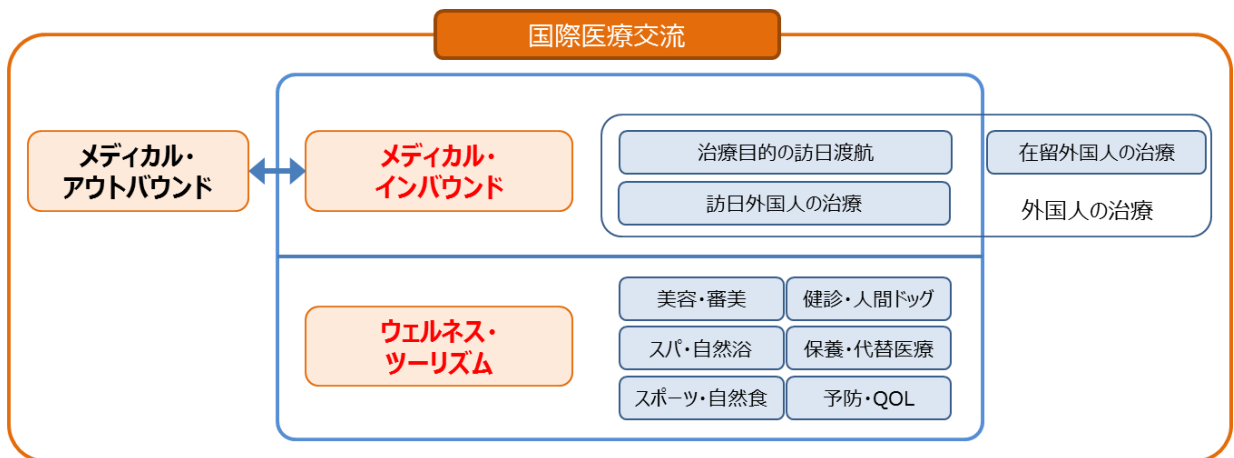 国際医療交流
メディカル・
アウトバウンド
メディカル・
インバウンド
治療目的の訪日渡航
在留外国人の治療
訪日外国人の治療
外国人の治療
ウェルネス・
ツーリズム
美容・審美
健診・人間ドッグ
スパ・自然浴
保養・代替医療
スポーツ・自然食
予防・QOL